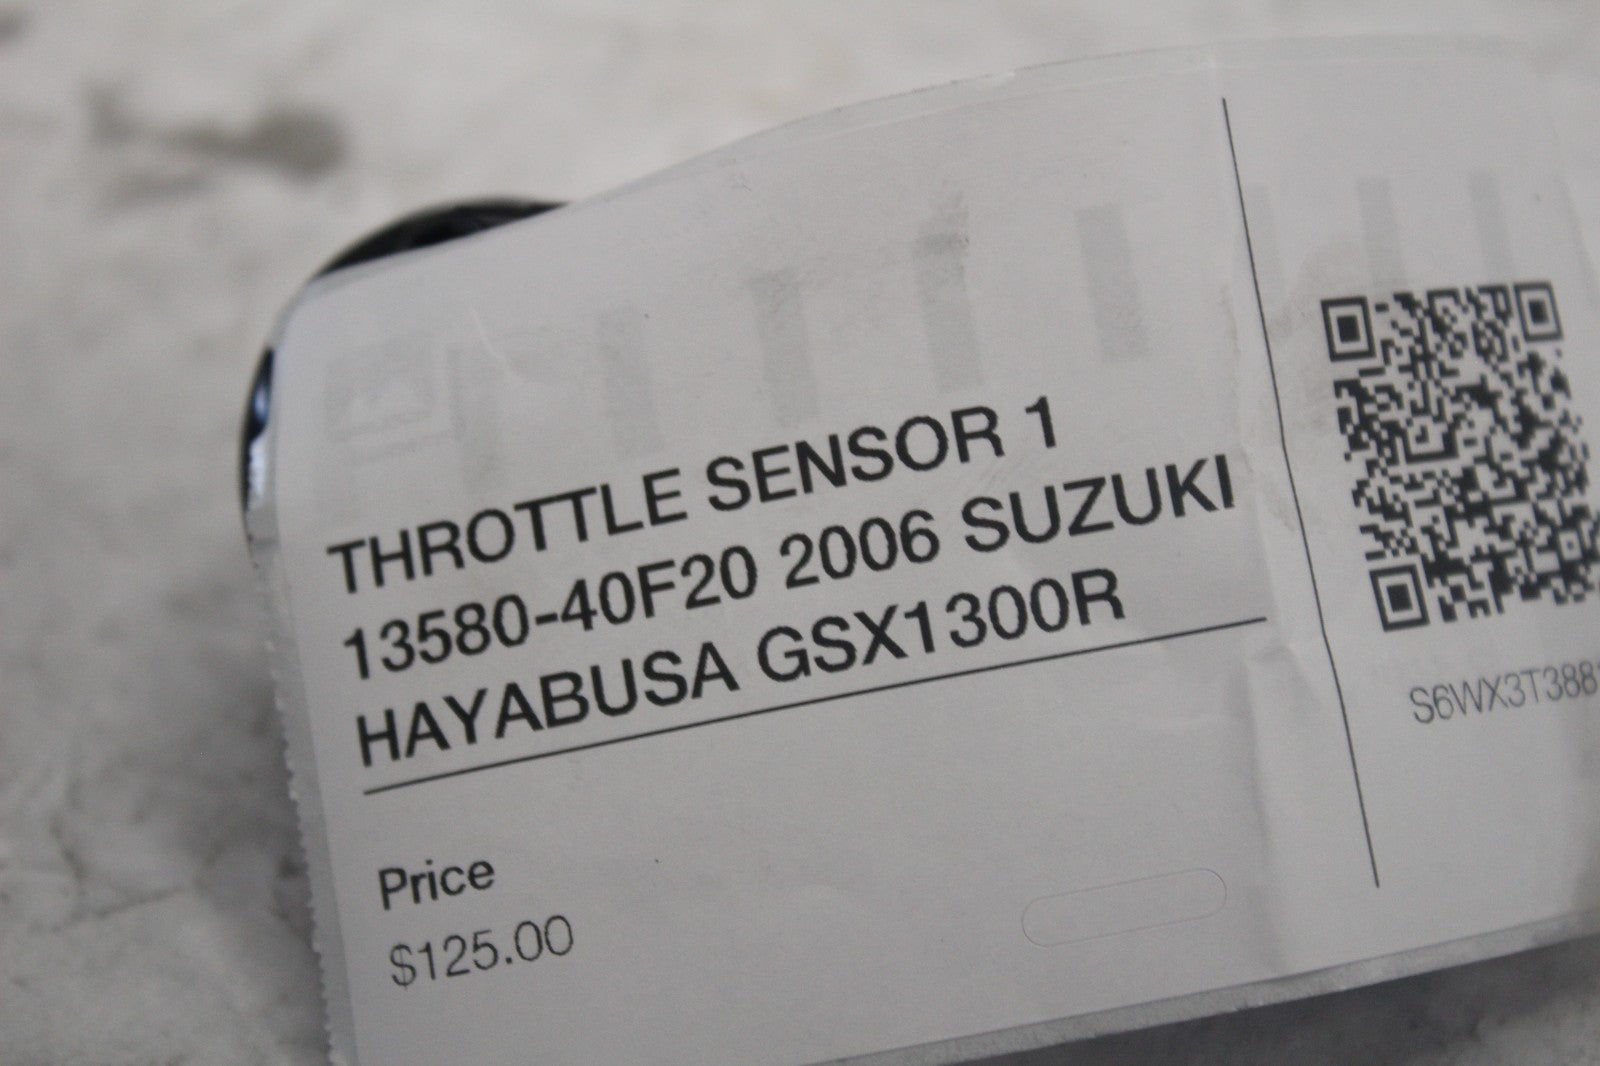 THROTTLE SENSOR 1
13580-40F20 2006 SUZUKI
HAYABUSA GSX1300R
Price
$125.00